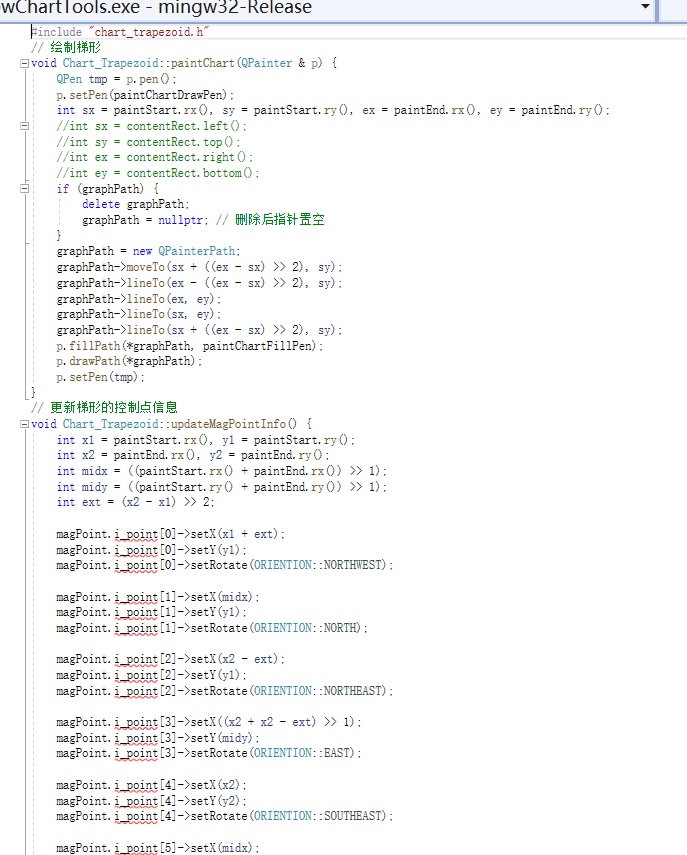 wChartTools.exe - mingw32-Release
#include "chart_trapezoid.h"
// 绘制梯形
void Chart_Trapezoid::paintChart(QPainter & p) {
QPen tmp = p.pen();
p.setPen(paintChartDrawPen);
int sx = paintStart.rx(), sy = paintStart.ry(), ex = paintEnd.rx(), ey = paintEnd.ry();
//int sx = contentRect.left();
//int sy = contentRect.top();
//int ex = contentRect.right();
//int ey = contentRect.bottom();
if (graphPath) {
delete graphPath;
graphPath = nullptr; // 删除后指针置空
}
graphPath = new QPainterPath;
graphPath->moveTo(sx + ((ex - sx) >> 2), sy);
graphPath->lineTo(ex - ((ex - sx) >> 2), sy);
graphPath->lineTo(ex, ey);
graphPath->lineTo(sx, ey);
graphPath->lineTo(sx + ((ex - sx) >> 2), sy);
p.fillPath(*graphPath, paintChartFillPen);
p.drawPath(*graphPath);
p.setPen(tmp);
}
// 更新梯形的控制点信息
void Chart_Trapezoid::updateMagPointInfo() {
int x1 = paintStart.rx(), y1 = paintStart.ry();
int x2 = paintEnd.rx(), y2 = paintEnd.ry();
int midx = ((paintStart.rx() + paintEnd.rx()) >> 1);
int midy = ((paintStart.ry() + paintEnd.ry()) >> 1);
int ext = (x2 - x1) >> 2;
magPoint.i_point[0]->setX(x1 + ext);
magPoint.i_point[0]->setY(y1);
magPoint.i_point[0]->setRotate(ORIENTION::NORTHWEST);
magPoint.i_point[1]->setX(midx);
magPoint.i_point[1]->setY(y1);
magPoint.i_point[1]->setRotate(ORIENTION::NORTH);
magPoint.i_point[2]->setX(x2 - ext);
magPoint.i_point[2]->setY(y1);
magPoint.i_point[2]->setRotate(ORIENTION::NORTHEAST);
magPoint.i_point[3]->setX((x2 + x2 - ext) >> 1);
magPoint.i_point[3]->setY(midy);
magPoint.i_point[3]->setRotate(ORIENTION::EAST);
magPoint.i_point[4]->setX(x2);
magPoint.i_point[4]->setY(y2);
magPoint.i_point[4]->setRotate(ORIENTION::SOUTHEAST);
magPoint.i_point[5]->setX(midx);